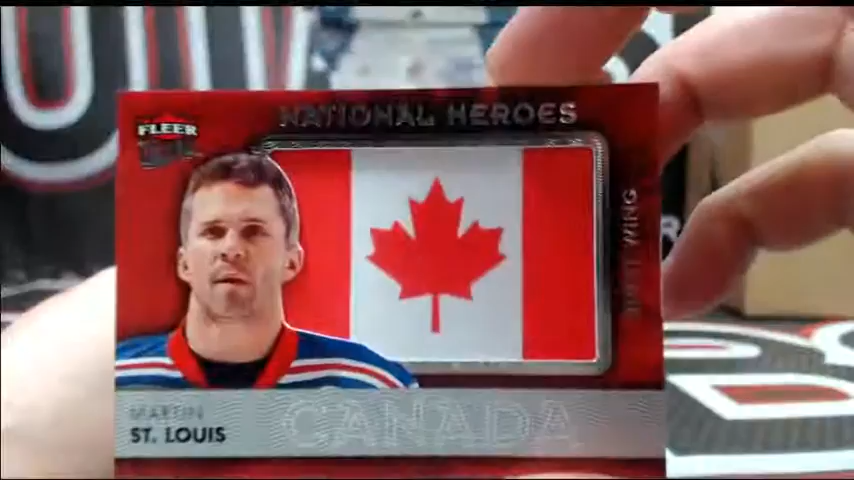 NATIONAL HEROES
FLEER
RIGHT WING
MARTIN
ST. LOUIS
CANADA